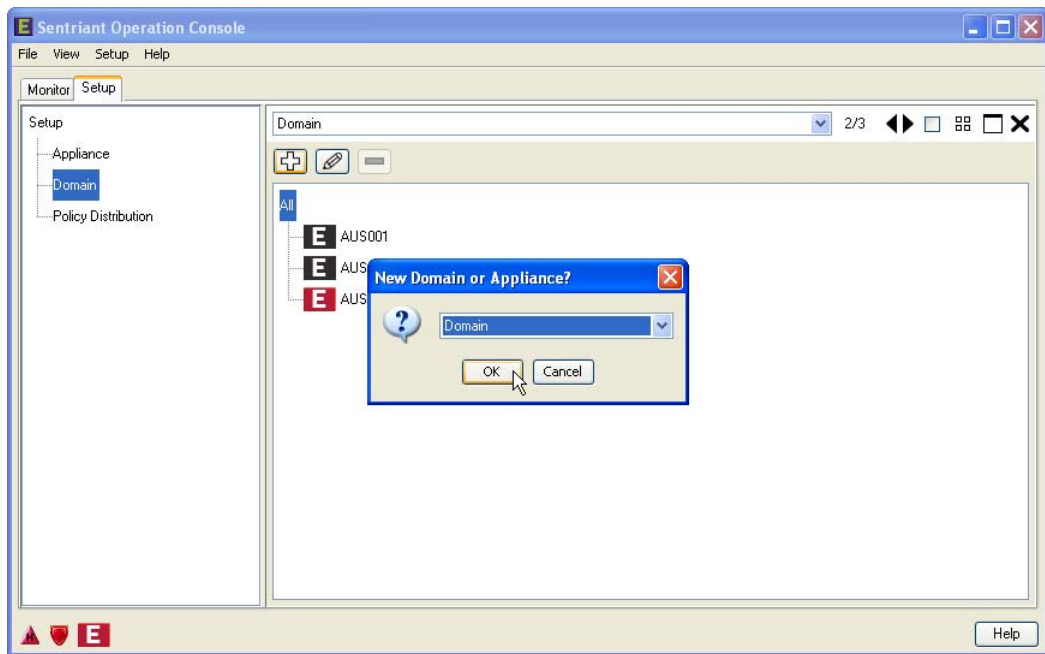 E Sentriant Operation Console
File View Setup Help
Monitor Setup
Setup
Appliance
Domain
Policy Distribution
Domain 2/3
All
E AUS001
E AUS
E AUS
New Domain or Appliance?
?
Domain
OK Cancel
E
Help